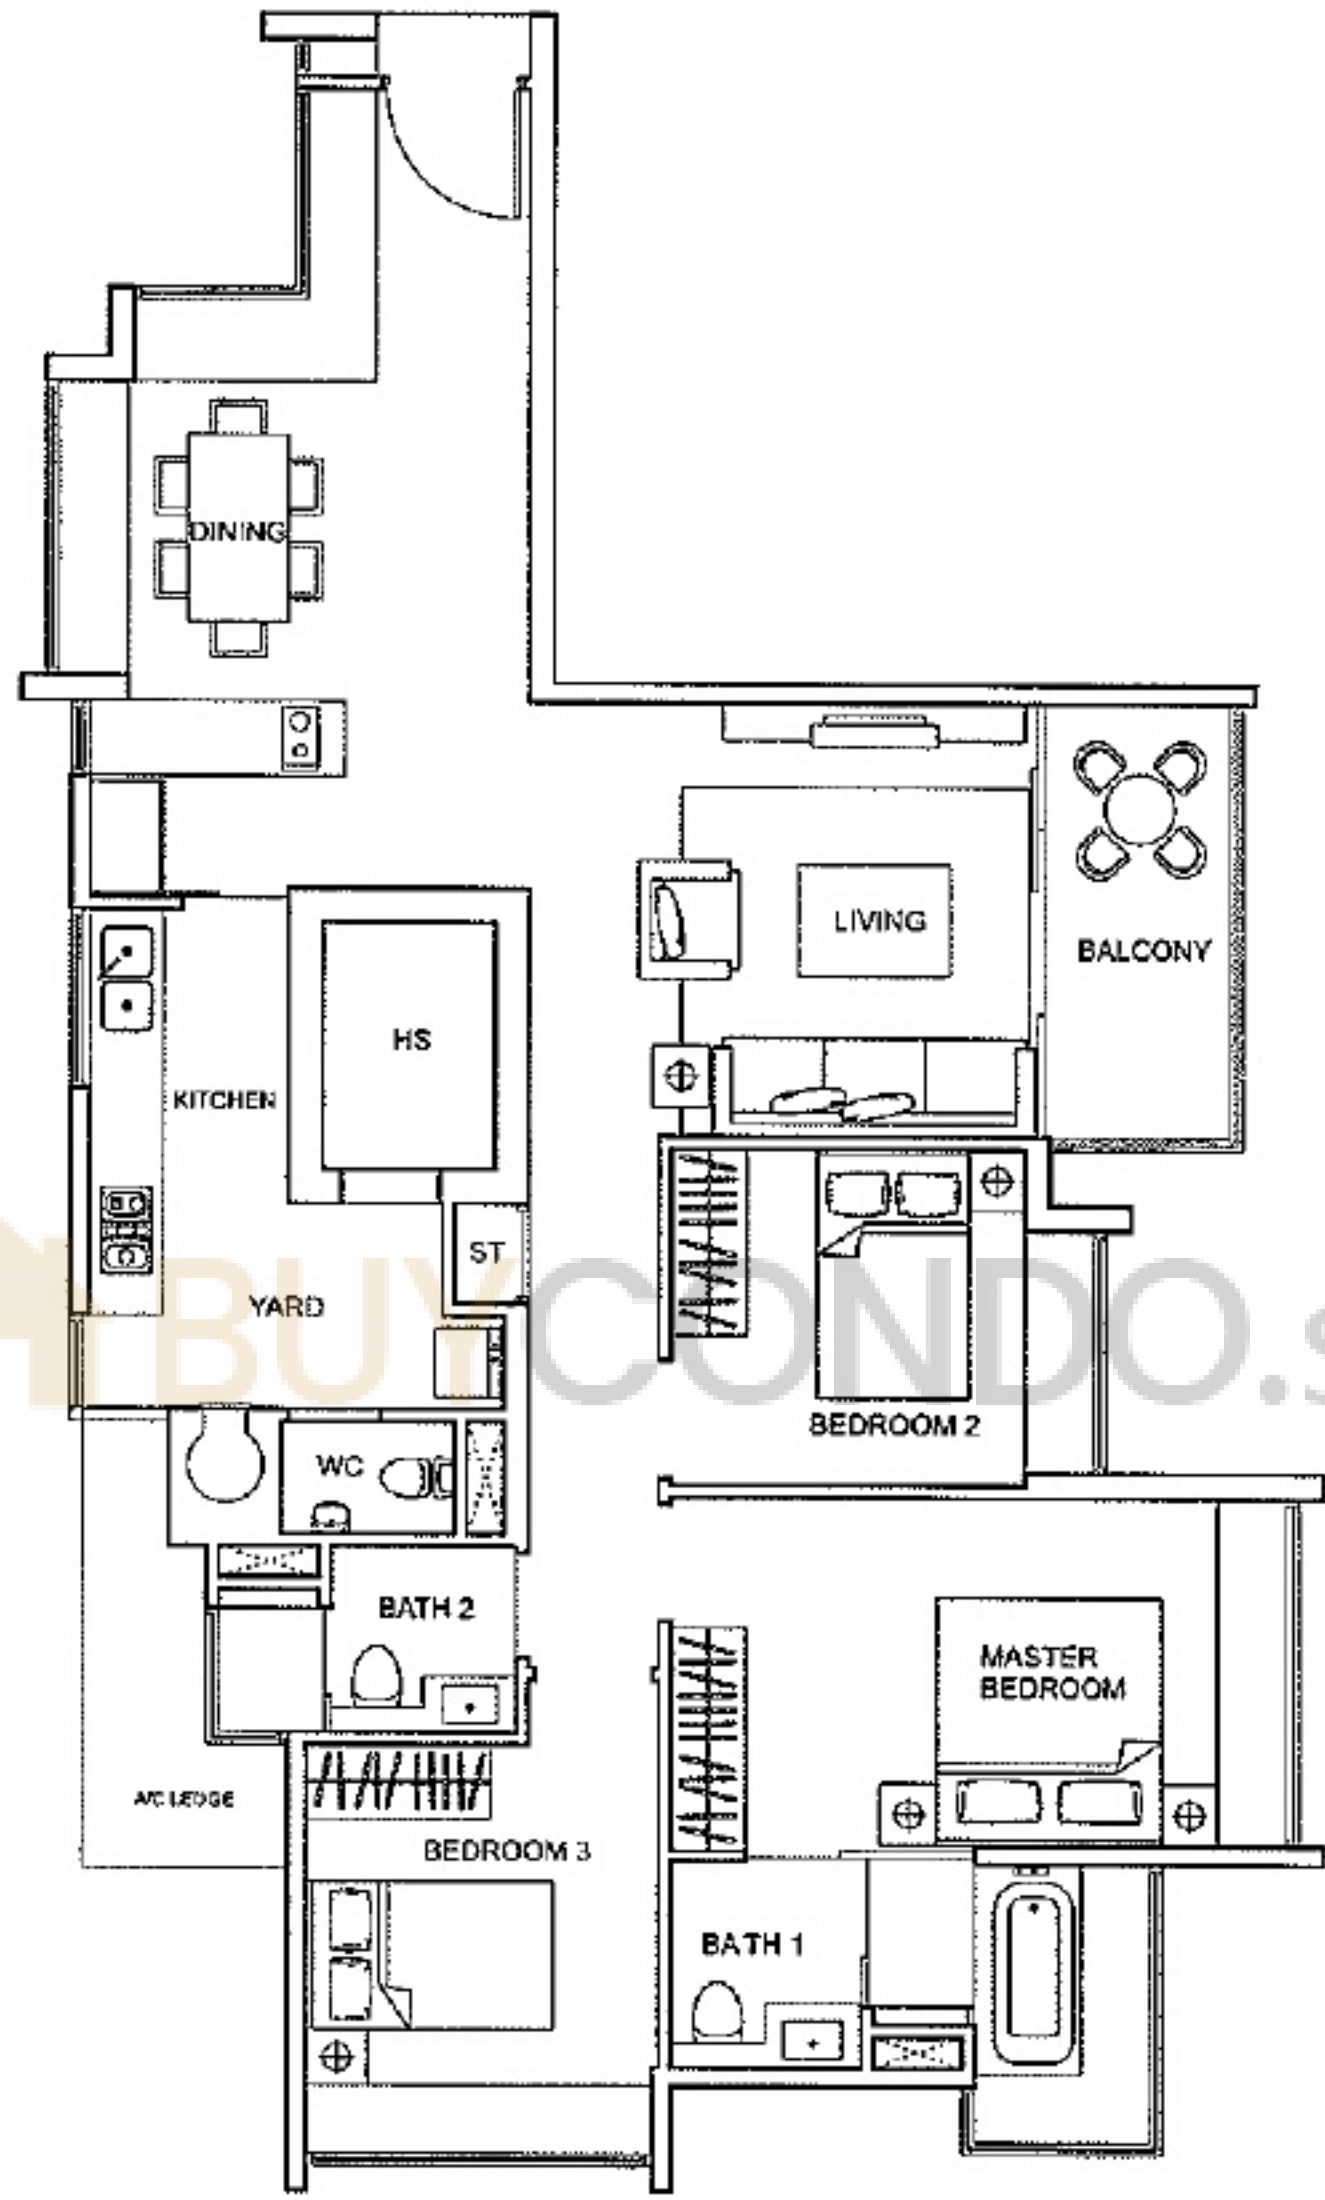 DINING
LIVING
BALCONY
HS
KITCHEN
ST
YARD
BUYCONDO.s
BEDROOM 2
WC
BATH 2
MASTER
BEDROOM
A/C LEDGE
BEDROOM 3
BATH 1